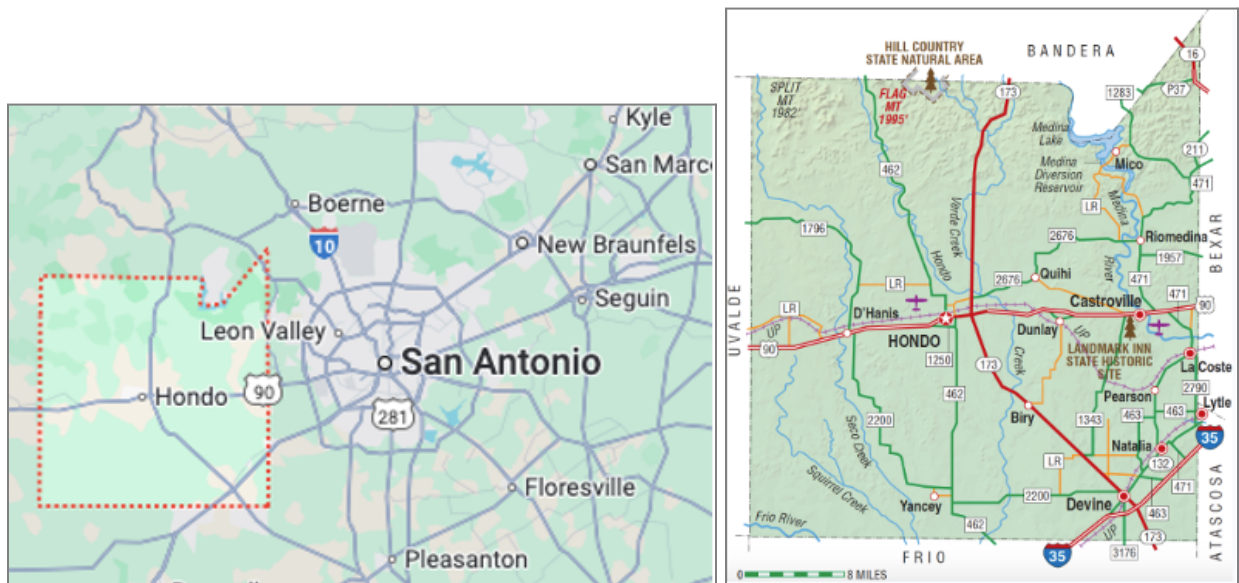 Kyle
San Marc
Boerne
10
New Braunfels
Seguin
Leon Valley
San Antonio
Hondo
90
281
Floresville
Pleasanton
HILL COUNTRY
STATE NATURAL AREA
BANDERA
16
SPLIT
MT
1982'
FLAG
MT
1995'
173
1283
P37
Medina
Lake
Mico
211
Medina
Diversion
Reservoir
471
462
LR
Medina
Verde Creek
1796
2676
Riomedina
BEXAR
Hondo
River
1957
Quihi
2676
471
LR
UVALDE
LR
D'Hanis
Castroville
471
90
UP
HONDO
Dunlay
UP
90
LANDMARK INN
STATE HISTORIC
SITE
1250
173
Creek
La Coste
462
Pearson
2790
Lytle
Biry
463
463
2200
1343
35
Seco Creek
Natalia
LR
132
Squirrel Creek
471
Yancey
2200
Devine
463
ATASCOSA
Frio River
462
UP
173
FRIO
35
3176
0
8 MILES